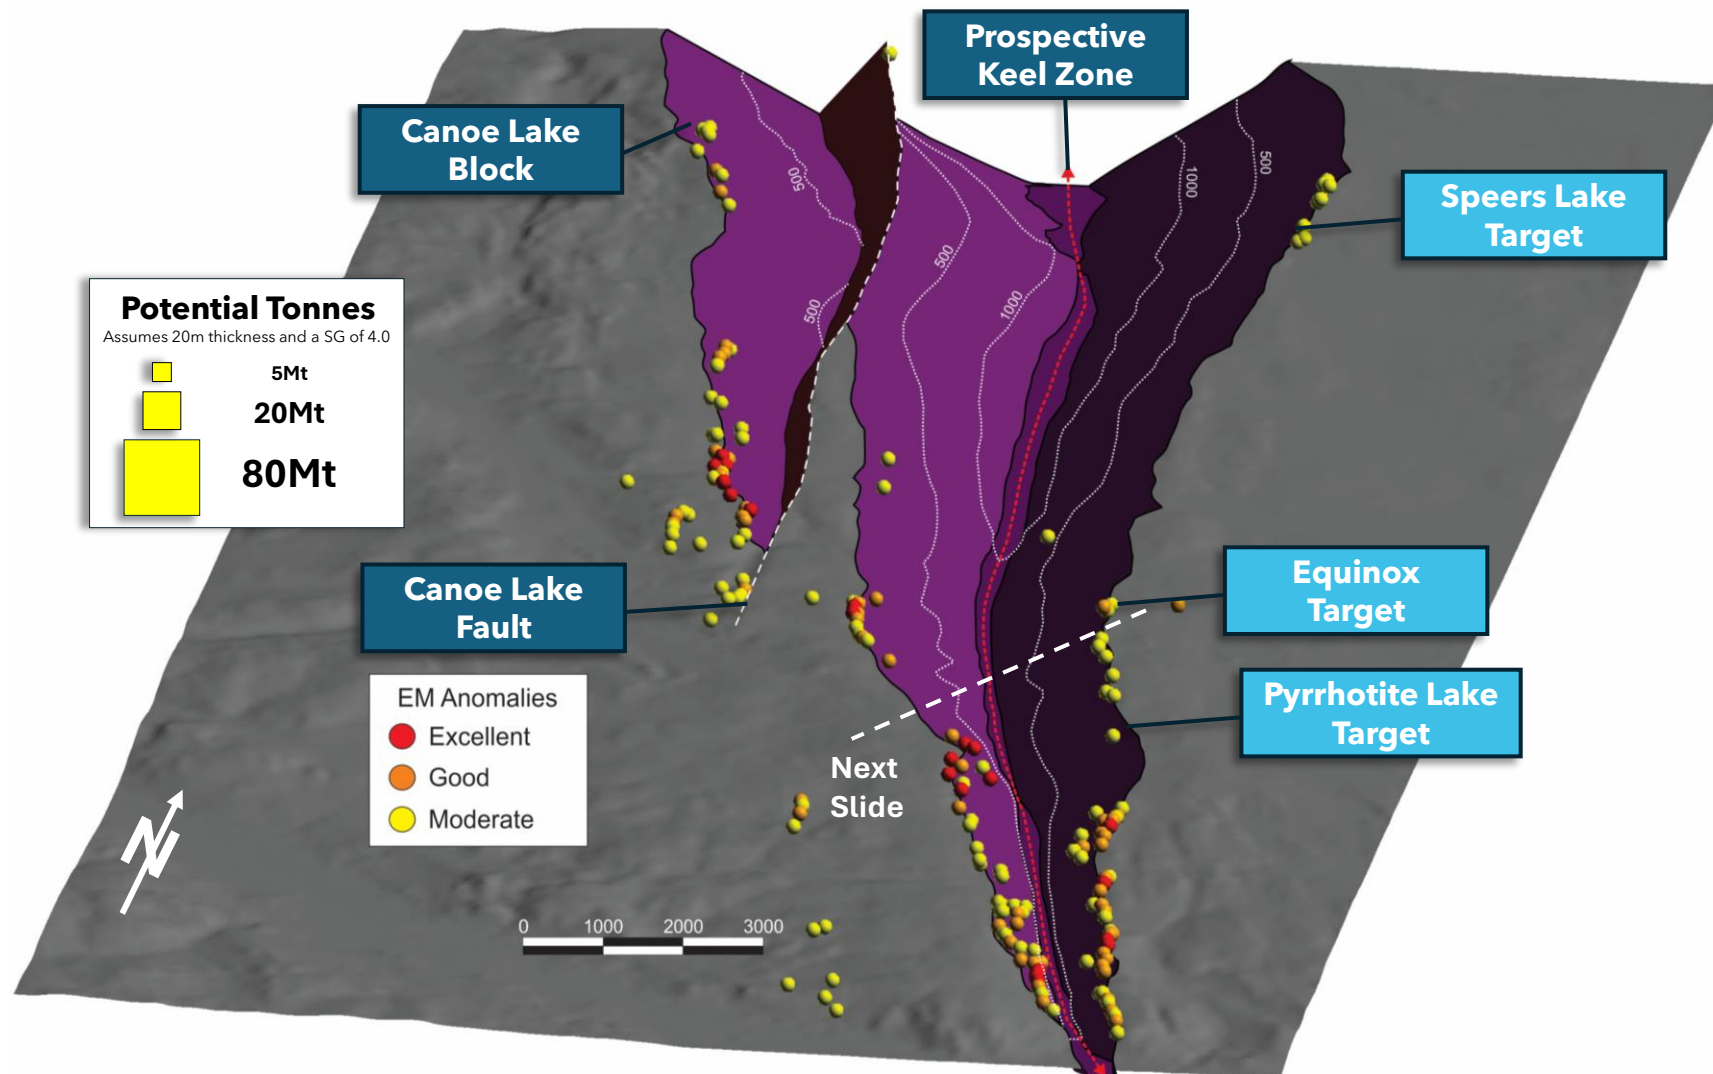 Prospective
Keel Zone
Canoe Lake
Block
Speers Lake
Target
500
1000
500
500
1000
500
Potential Tonnes
Assumes 20m thickness and a SG of 4.0
5Mt
20Mt
80Mt
Canoe Lake
Fault
Equinox
Target
Pyrrhotite Lake
Target
EM Anomalies
Excellent
Good
Moderate
Next
Slide
N
0 1000 2000 3000